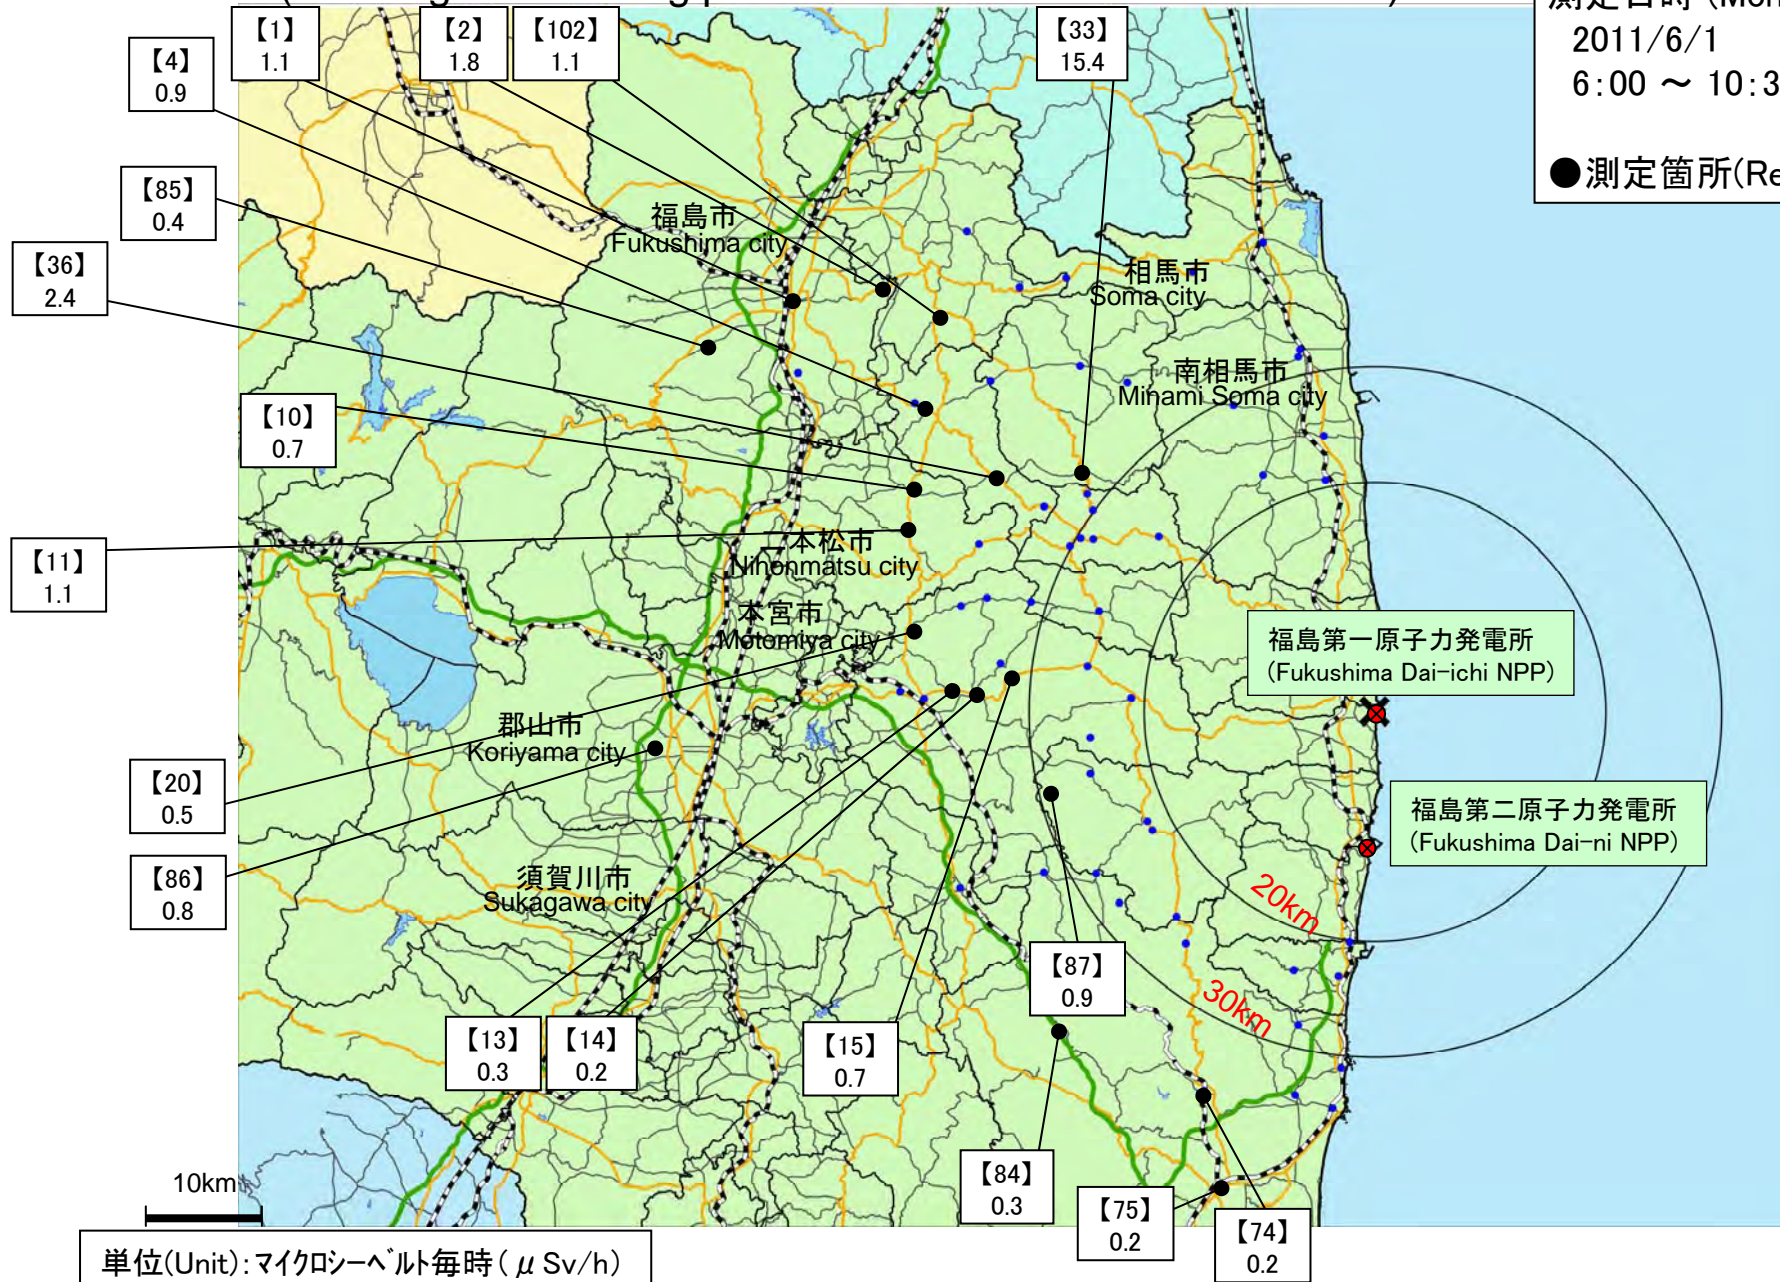 測定日時
2011/6/1
6:00 ～ 10:3
●測定箇所(Re
【1】
1.1
【2】
1.8
【102】
1.1
【33】
15.4
【4】
0.9
【85】
0.4
【36】
2.4
【10】
0.7
【11】
1.1
【20】
0.5
【86】
0.8
【13】
0.3
【14】
0.2
【15】
0.7
【87】
0.9
【84】
0.3
【75】
0.2
【74】
0.2
福島市
Fukushima city
相馬市
Soma city
南相馬市
Minami Soma city
二本松市
Nihonmatsu city
本宮市
Motomiya city
郡山市
Koriyama city
須賀川市
Sukagawa city
福島第一原子力発電所
(Fukushima Dai-ichi NPP)
福島第二原子力発電所
(Fukushima Dai-ni NPP)
20km
30km
10km
単位(Unit):マイクロシーベルト毎時(μSv/h)